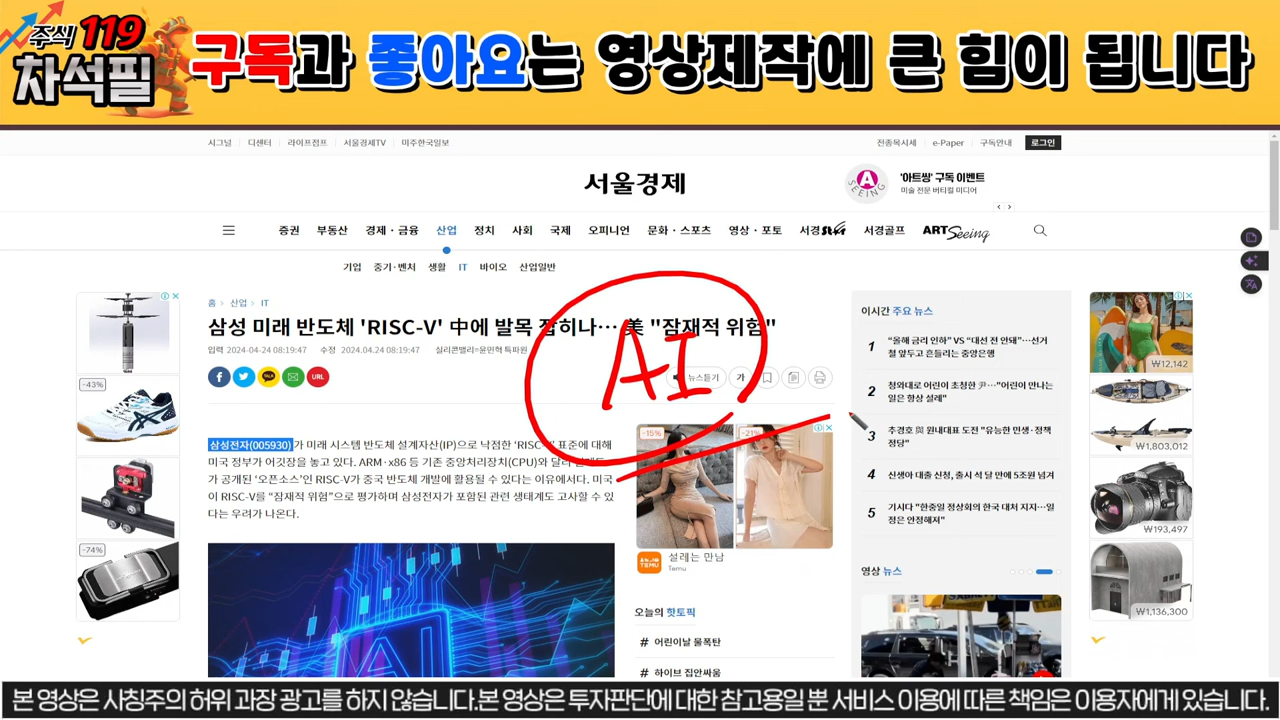 주식 119
차석필
구독과 좋아요는 영상제작에 큰 힘이 됩니다
시그널 디센터 라이프점프 서울경제TV 미주한국일보
전종목시세 e-Paper 구독안내 로그인
서울경제
A SEEING
'아트씽' 구독 이벤트
미술 전문 버티컬 미디어
증권 부동산 경제·금융 산업 정치 사회 국제 오피니언 문화·스포츠 영상·포토 서경star 서경골프 ART Seeing
기업 중기·벤처 생활 IT 바이오 산업일반
홈 > 산업 > IT
삼성 미래 반도체 'RISC-V' 中에 발목 잡히나… 美 "잠재적 위험"
입력 2024-04-24 08:19:47 수정 2024.04.24 08:19:47 실리콘밸리=윤민혁 특파원
TALK URL
뉴스듣기 가
AI
삼성전자(005930)가 미래 시스템 반도체 설계자산(IP)으로 낙점한 'RISC-V' 표준에 대해
미국 정부가 어깃장을 놓고 있다. ARM·x86 등 기존 중앙처리장치(CPU)와 달리
가 공개된 '오픈소스'인 RISC-V가 중국 반도체 개발에 활용될 수 있다는 이유에서다. 미국
이 RISC-V를 "잠재적 위험"으로 평가하며 삼성전자가 포함된 관련 생태계도 고사할 수 있
다는 우려가 나온다.
AI
-43%
-74%
-15%
-21%
TEMU
설레는 만남
Temu
오늘의 핫토픽
# 어린이날 물폭탄
# 하이브 집안싸움
이시간 주요 뉴스
1 "올해 금리 인하" VS "대선 전 안돼"…선거
철 앞두고 흔들리는 중앙은행
2 청와대로 어린이 초청한 尹…"어린이 만나는
일은 항상 설레"
3 추경호 與 원내대표 도전 "유능한 민생·정책
정당"
4 신생아 대출 신청, 출시 석 달 만에 5조원 넘겨
5 기시다 "한중일 정상회의 한국 대처 지지…일
정은 안정해져"
영상 뉴스
₩12,142
₩1,803,012
₩193,497
₩1,136,300
본 영상은 사칭주의 허위 과장 광고를 하지 않습니다.본 영상은 투자판단에 대한 참고용일 뿐 서비스 이용에 따른 책임은 이용자에게 있습니다.